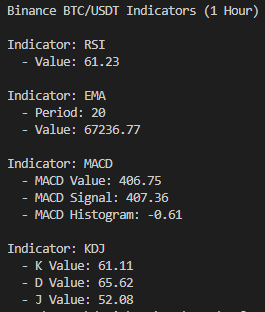 Binance BTC/USDT Indicators (1 Hour)
Indicator: RSI
- Value: 61.23
Indicator: EMA
- Period: 20
- Value: 67236.77
Indicator: MACD
- MACD Value: 406.75
- MACD Signal: 407.36
- MACD Histogram: -0.61
Indicator: KDJ
- K Value: 61.11
- D Value: 65.62
- J Value: 52.08